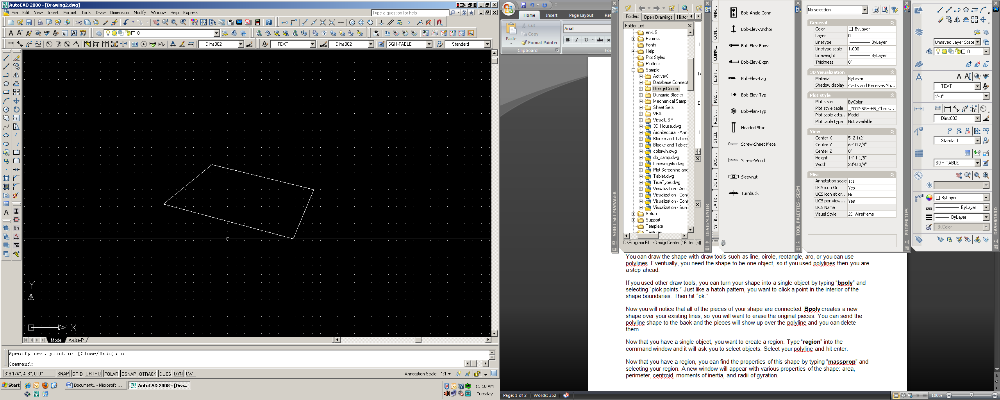 AutoCAD 2008 - [Drawing2.dwg]
File Edit View Insert Format Tools Draw Dimension Modify Window Help Express
Type a question for help
0
Dims002
TEXT
Dims002
SGH-TABLE
Standard
A
Sn
Y
X
Model
A-size-P
Specify next point or [Close/Undo]: c
Command:
3'-9 1/4", 4'-8", 0'-0"
SNAP GRID ORTHO POLAR OSNAP OTRACK DUCS DYN LWT
Annotation Scale: 1:1
Start
Document1 - Microsoft ...
AutoCAD 2008 - [Dra...
11:10 AM
Tuesday
Home Insert Page Layout Ref
Paste
Cut
Copy
Format Painter
Clipboard
Arial
B I U abc x
For
SHEET SET MANAGER
Folders
Open Drawings
History
Folder List
en-US
Express
Fonts
Help
Plot Styles
Plotters
Sample
ActiveX
Database Connect
DesignCenter
Dynamic Blocks
Mechanical Sampl
Sheet Sets
VBA
VisualLISP
3D House.dwg
Architectural - Ann
Blocks and Tables
Blocks and Tables
colorwh.dwg
db_samp.dwg
Lineweights.dwg
Plot Screening and
Tablet.dwg
TrueType.dwg
Visualization - Aeria
Visualization - Con
Visualization - Conf
Visualization - Sun
Setup
Support
Template
Textures
C:\Program Fil...\DesignCenter (16 Item(s))
DESIGNCENTER
ANN...
CON...
CONN...
LIGH...
MAS...
REIN...
STEEL
BOS ...
DC Ti...
LA Tit...
NY Tit...
Bolt-Angle Conn
Bolt-Elev-Anchor
Bolt-Elev-Epxy
Bolt-Elev-Expn
Bolt-Elev-Lag
Bolt-Elev-Typ
Bolt-Plan-Typ
Headed Stud
Screw-Sheet Metal
Screw-Wood
Sleevnut
Turnbuck
TOOL PALETTES - SESM
No selection
General
Color ByLayer
Layer 0
Linetype ByLayer
Linetype scale 1.000
Lineweight ByLayer
Thickness 0"
3D Visualization
Material ByLayer
Shadow display Casts and Receives Sh...
Plot style
Plot style ByColor
Plot style table _2002-SGH-HS_Check...
Plot table atta... Model
Plot table type Not available
View
Center X 5'-2 1/2"
Center Y 6'-10 7/8"
Center Z 0"
Height 14'-1 1/8"
Width 23'-0 3/4"
Misc
Annotation scale 1:1
UCS icon On Yes
UCS icon at or... No
UCS per view... Yes
UCS Name
Visual Style 2D Wireframe
PROPERTIES
Unsaved Layer State
0
TEXT
1'-0"
Dims002
Standard
SGH-TABLE
ByLayer
ByLayer
ByLayer
ByColor
DASHBOARD
You can draw the shape with draw tools such as line, circle, rectangle, arc, or you can use
polylines. Eventually, you need the shape to be one object, so if you used polylines then you are
a step ahead.
If you used other draw tools, you can turn your shape into a single object by typing “bpoly” and
selecting “pick points.” Just like a hatch pattern, you want to click a point in the interior of the
shape boundaries. Then hit “ok.”
Now you will notice that all of the pieces of your shape are connected. Bpoly creates a new
shape over your existing lines, so you will want to erase the original pieces. You can send the
polyline shape to the back and the pieces will show up over the polyline and you can delete
them.
Now that you have a single object, you want to create a region. Type “region” into the
command window and it will ask you to select objects. Select your polyline and hit enter.
Now that you have a region, you can find the properties of this shape by typing “massprop” and
selecting your region. A new window will appear with various properties of the shape: area,
perimeter, centroid, moments of inertia, and radii of gyration.
Page: 1 of 2
Words: 352
100%